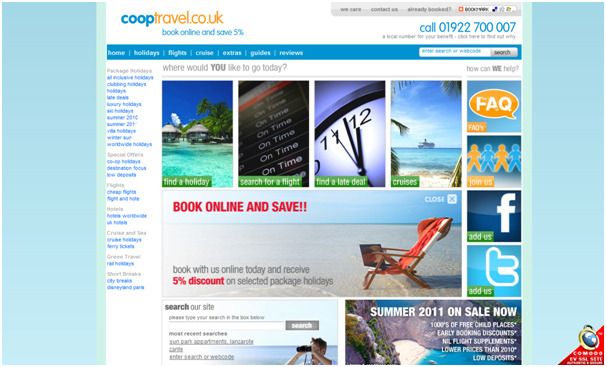 we care contact us already booked? BOOKMARK
cooptravel.co.uk
book online and save 5%
call 01922 700 007
a local number for your benefit - click here to find out why
home | holidays | flights | cruise | extras | guides | reviews
enter search or webcode search
where would YOU like to go today?
how can WE help?
Package Holidays
all inclusive holidays
clubbing holidays
holidays
late deals
luxury holidays
ski holidays
summer 2010
summer 2011
villa holidays
winter sun
worldwide holidays
Special Offers
co-op holidays
destination focus
low deposits
Flights
cheap flights
flight and hotel
Hotels
hotels worldwide
uk hotels
Cruise and Sea
cruise holidays
ferry tickets
Green Travel
rail holidays
Short Breaks
city breaks
disneyland paris
find a holiday
On Time
On Time
On Time
On Time
search for a flight
11 12
find a late deal
cruises
FAQ
FAQ's
join us
f
add us
t
add us
CLOSE X
BOOK ONLINE AND SAVE!!
book with us online today and receive
5% discount on selected package holidays
search our site
please type your search in the box below
search
most recent searches
sun park apartments, lanzarote
zante
enter search or webcode
SUMMER 2011 ON SALE NOW
1000'S OF FREE CHILD PLACES*
EARLY BOOKING DISCOUNTS*
NIL FLIGHT SUPPLEMENTS*
LOWER PRICES THAN 2010*
LOW DEPOSITS*
COMODO
EV SSL SITE
AUTHENTIC & SECURE